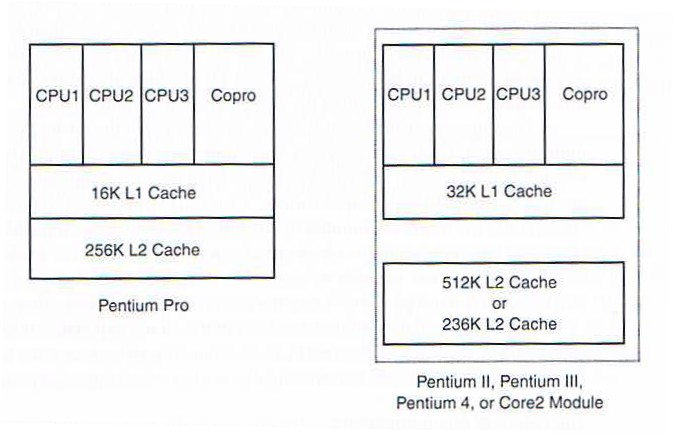 CPU1 CPU2 CPU3 Copro
16K L1 Cache
256K L2 Cache
Pentium Pro
CPU1 CPU2 CPU3 Copro
32K L1 Cache
512K L2 Cache
or
236K L2 Cache
Pentium II, Pentium III,
Pentium 4, or Core2 Module